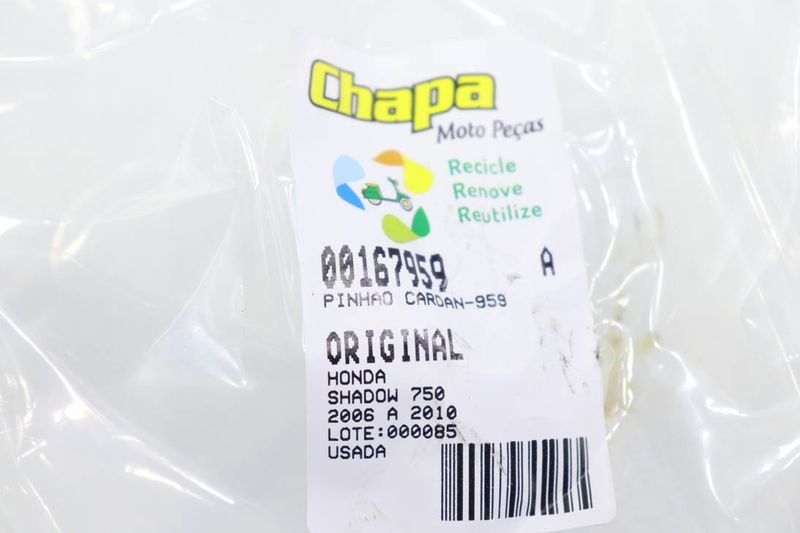 Chapa
Moto Peças
Recicle
Renove
Reutilize
00167959 A
PINHAO CARDAN-959
ORIGINAL
HONDA
SHADOW 750
2006 A 2010
LOTE:000085
USADA